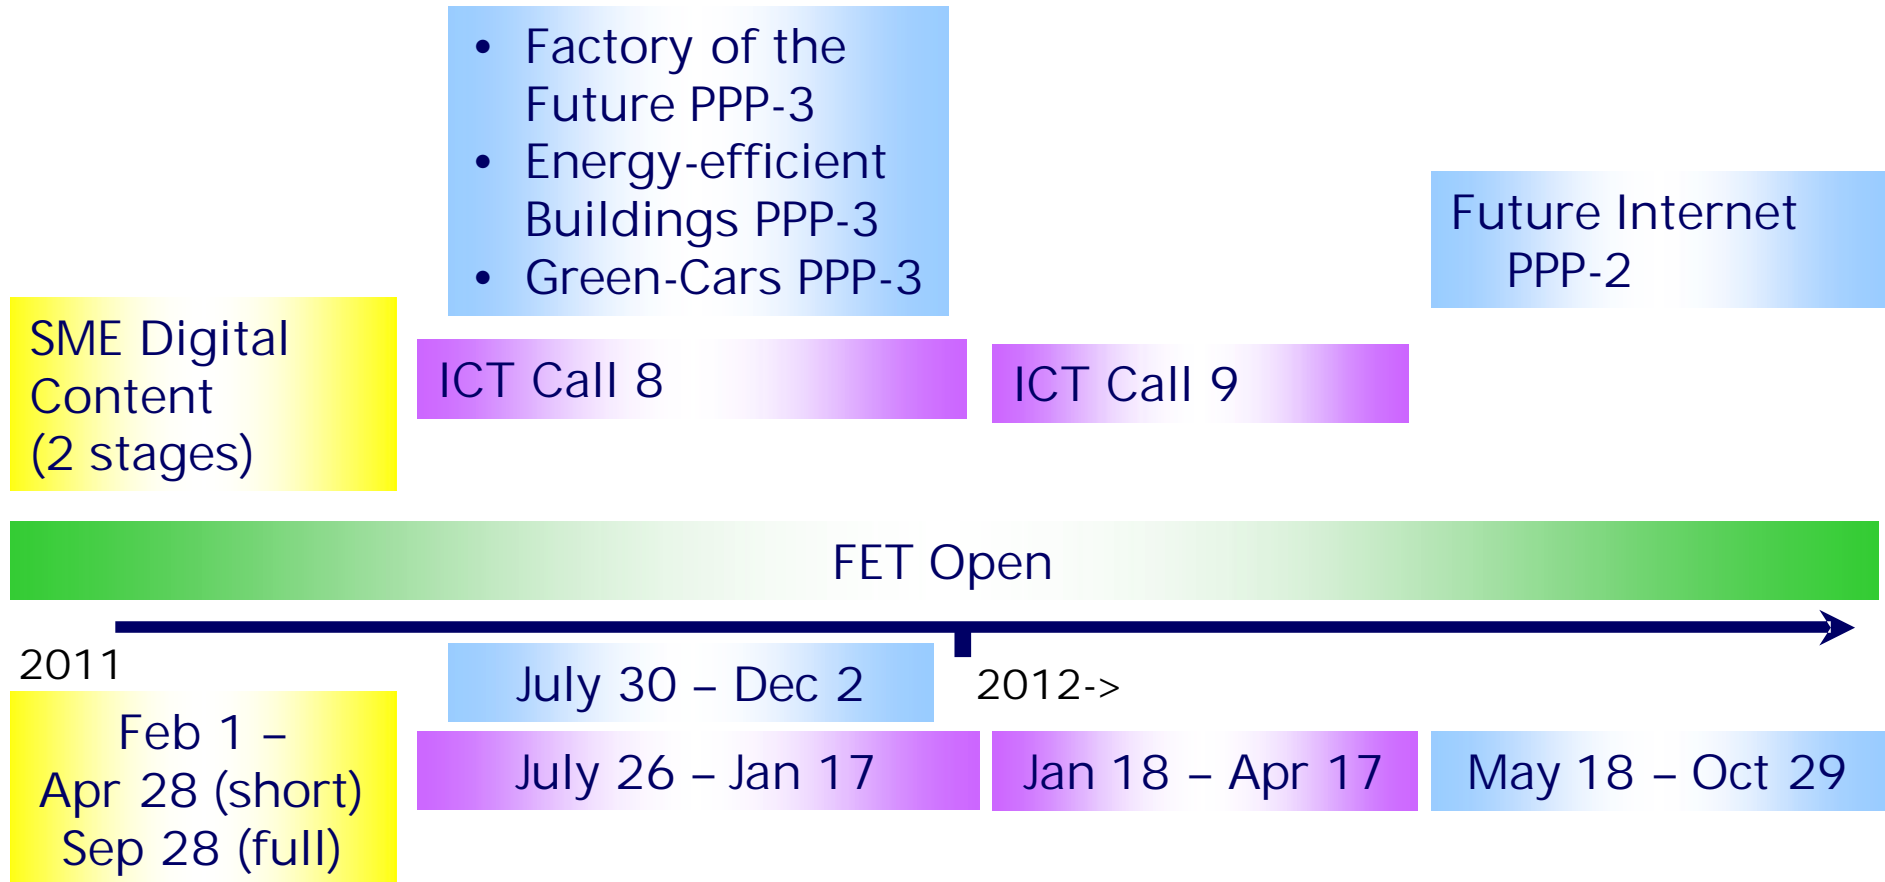 • Factory of the
Future PPP-3
• Energy-efficient
Buildings PPP-3
• Green-Cars PPP-3
Future Internet
PPP-2
SME Digital
Content
(2 stages)
ICT Call 8
ICT Call 9
FET Open
2011
2012->
July 30 – Dec 2
Feb 1 –
Apr 28 (short)
Sep 28 (full)
July 26 – Jan 17
Jan 18 – Apr 17
May 18 – Oct 29